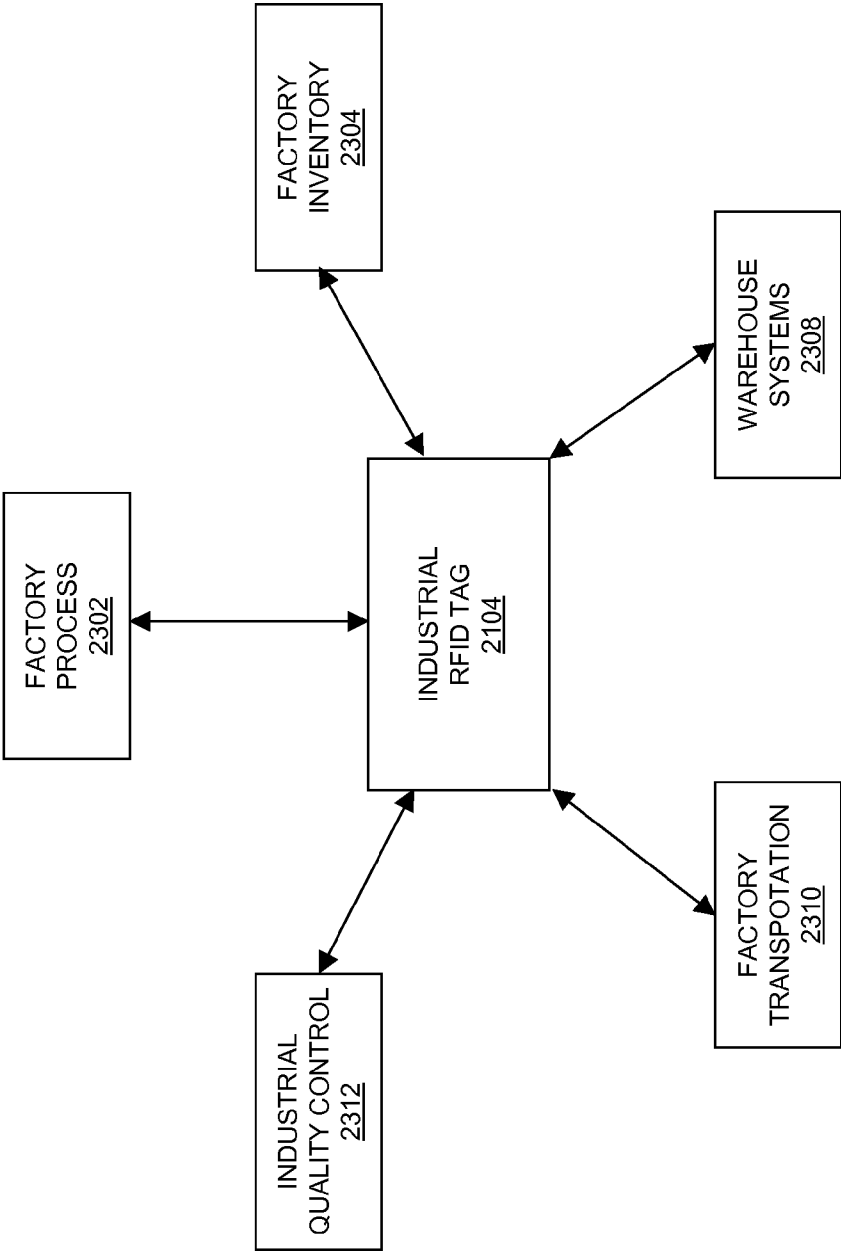 FACTORY
PROCESS
2302
FACTORY
INVENTORY
2304
INDUSTRIAL
RFID TAG
2104
WAREHOUSE
SYSTEMS
2308
FACTORY
TRANSPOTATION
2310
INDUSTRIAL
QUALITY CONTROL
2312